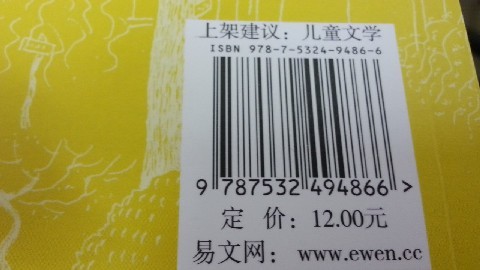 上架建议：儿童文学
ISBN 978-7-5324-9486-6
9 787532 494866 >
定 价：12.00元
易文网：www.ewen.cc